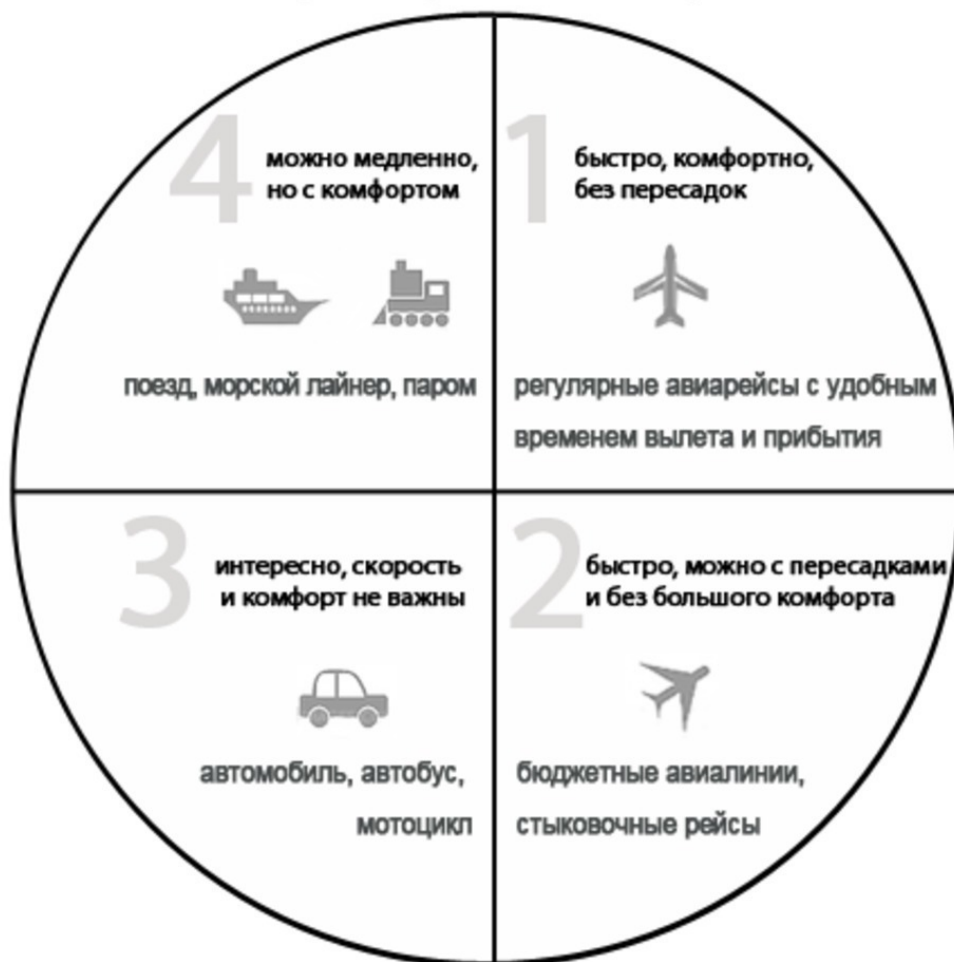 4
можно медленно,
но с комфортом
поезд, морской лайнер, паром
1
быстро, комфортно,
без пересадок
регулярные авиарейсы с удобным
временем вылета и прибытия
3
интересно, скорость
и комфорт не важны
автомобиль, автобус,
мотоцикл
2
быстро, можно с пересадками
и без большого комфорта
бюджетные авиалинии,
стыковочные рейсы